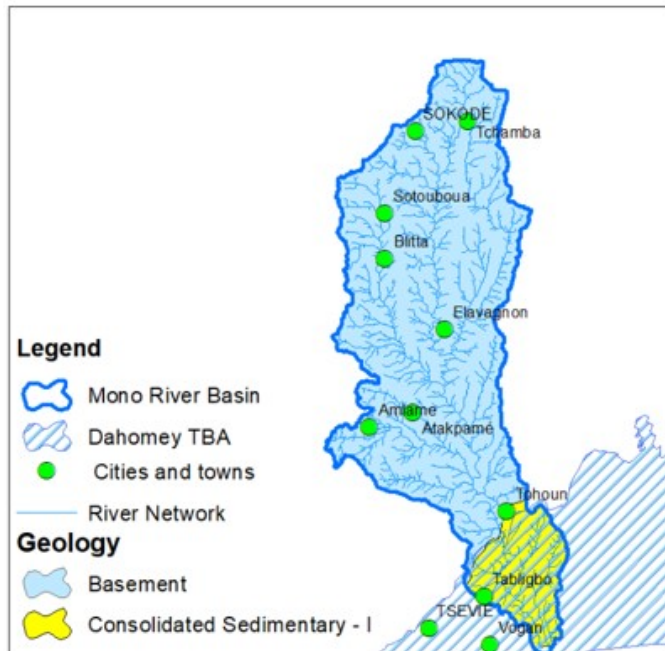 SOKODE
Tchamba
Sotouboua
Blitta
Elavagnon
Amlame
Atakpamé
Tohoun
Tabligbo
TSEVIE
Vogan
Legend
Mono River Basin
Dahomey TBA
Cities and towns
River Network
Geology
Basement
Consolidated Sedimentary - I